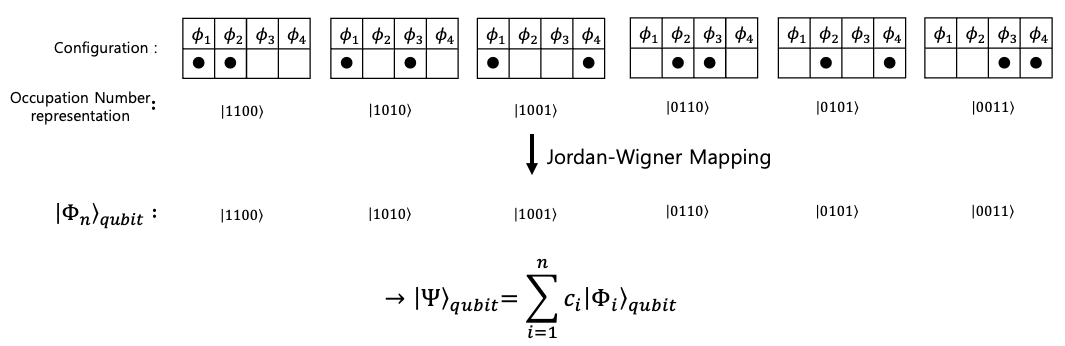 Configuration : ϕ₁ ϕ₂ ϕ₃ ϕ₄ ϕ₁ ϕ₂ ϕ₃ ϕ₄ ϕ₁ ϕ₂ ϕ₃ ϕ₄ ϕ₁ ϕ₂ ϕ₃ ϕ₄ ϕ₁ ϕ₂ ϕ₃ ϕ₄ ϕ₁ ϕ₂ ϕ₃ ϕ₄
Occupation Number
representation : |1100⟩ |1010⟩ |1001⟩ |0110⟩ |0101⟩ |0011⟩
Jordan-Wigner Mapping
|Φₙ⟩qubit : |1100⟩ |1010⟩ |1001⟩ |0110⟩ |0101⟩ |0011⟩
→ |Ψ⟩qubit = ∑ⁿᵢ₌₁ cᵢ|Φᵢ⟩qubit